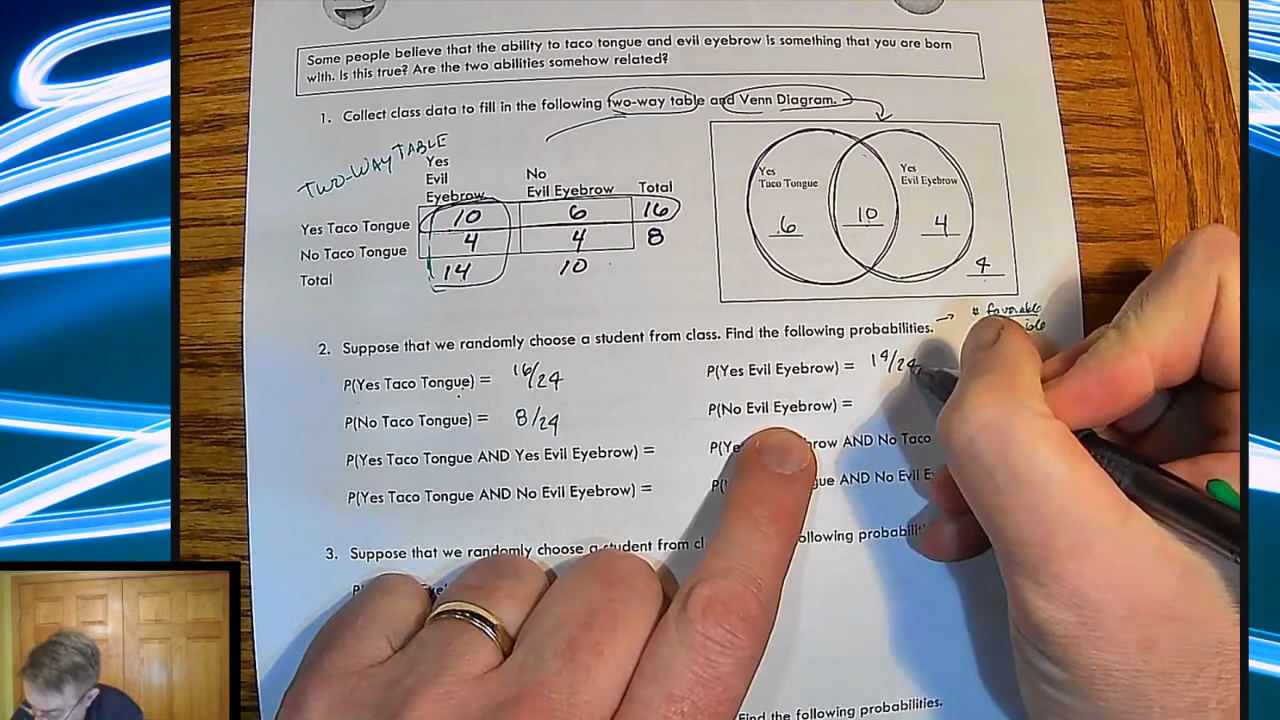 Some people believe that the ability to taco tongue and evil eyebrow is something that you are born
with. Is this true? Are the two abilities somehow related?
1. Collect class data to fill in the following two-way table and Venn Diagram.
TWO-WAY TABLE
Yes
Evil
Eyebrow
No
Evil Eyebrow
Total
Yes Taco Tongue 10 6 16
No Taco Tongue 4 4 8
Total 14 10
Yes
Taco Tongue
Yes
Evil Eyebrow
6 10 4
4
2. Suppose that we randomly choose a student from class. Find the following probabilities.
# favorable
P(Yes Taco Tongue) = 16/24
P(Yes Evil Eyebrow) = 14/24
P(No Taco Tongue) = 8/24
P(No Evil Eyebrow) =
P(Yes Taco Tongue AND Yes Evil Eyebrow) =
AND No Taco
P(Yes Taco Tongue AND No Evil Eyebrow) =
AND No Evil
3. Suppose that we randomly choose a student from
Find the following probabilities.